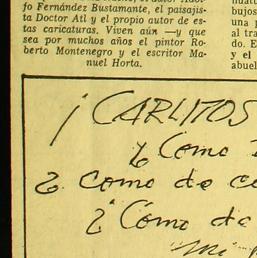 fo Fernández Bustamante, el paisajis-
ta Doctor Atl y el propio autor de es-
tas caricaturas. Viven aún —y que
sea por muchos años el pintor Ro-
berto Montenegro y el escritor Ma-
nuel Horta.
una
al tra
do. E
y el
abuel
¡CARLITOS
¿Como
¿Como de
¿Como da